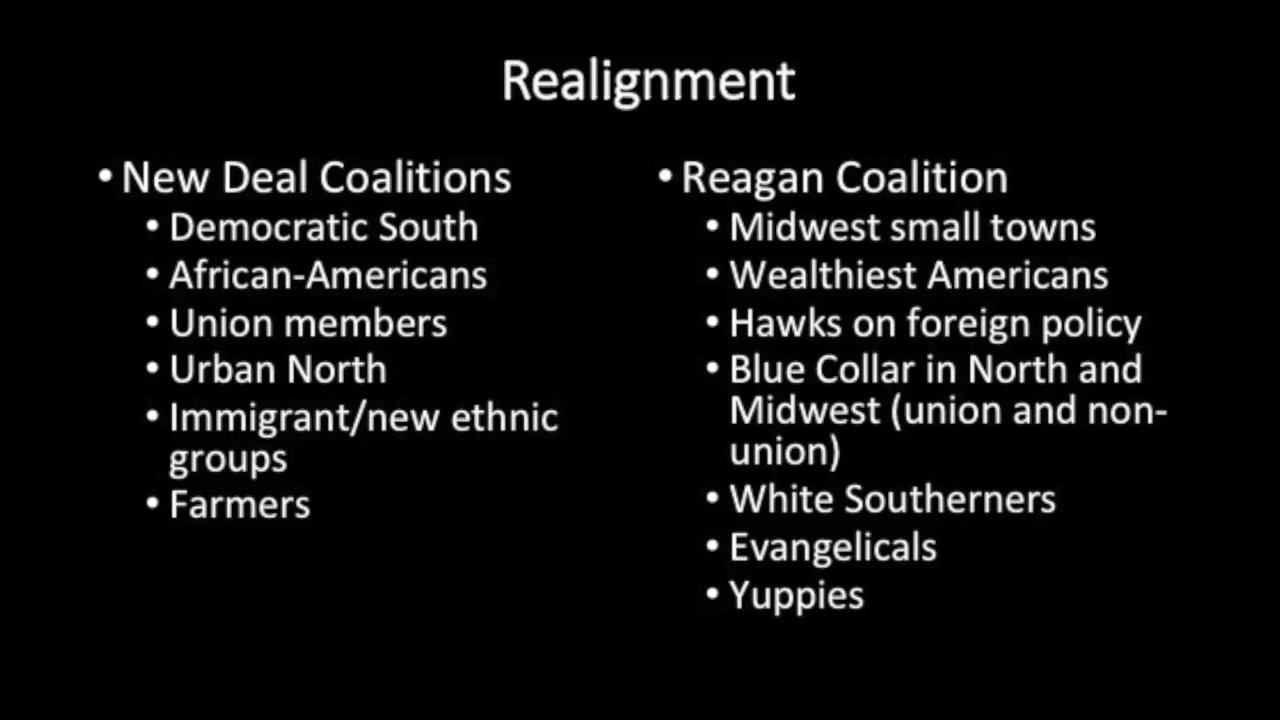 Realignment
• New Deal Coalitions
• Democratic South
• African-Americans
• Union members
• Urban North
• Immigrant/new ethnic
groups
• Farmers
• Reagan Coalition
• Midwest small towns
• Wealthiest Americans
• Hawks on foreign policy
• Blue Collar in North and
Midwest (union and non-
union)
• White Southerners
• Evangelicals
• Yuppies